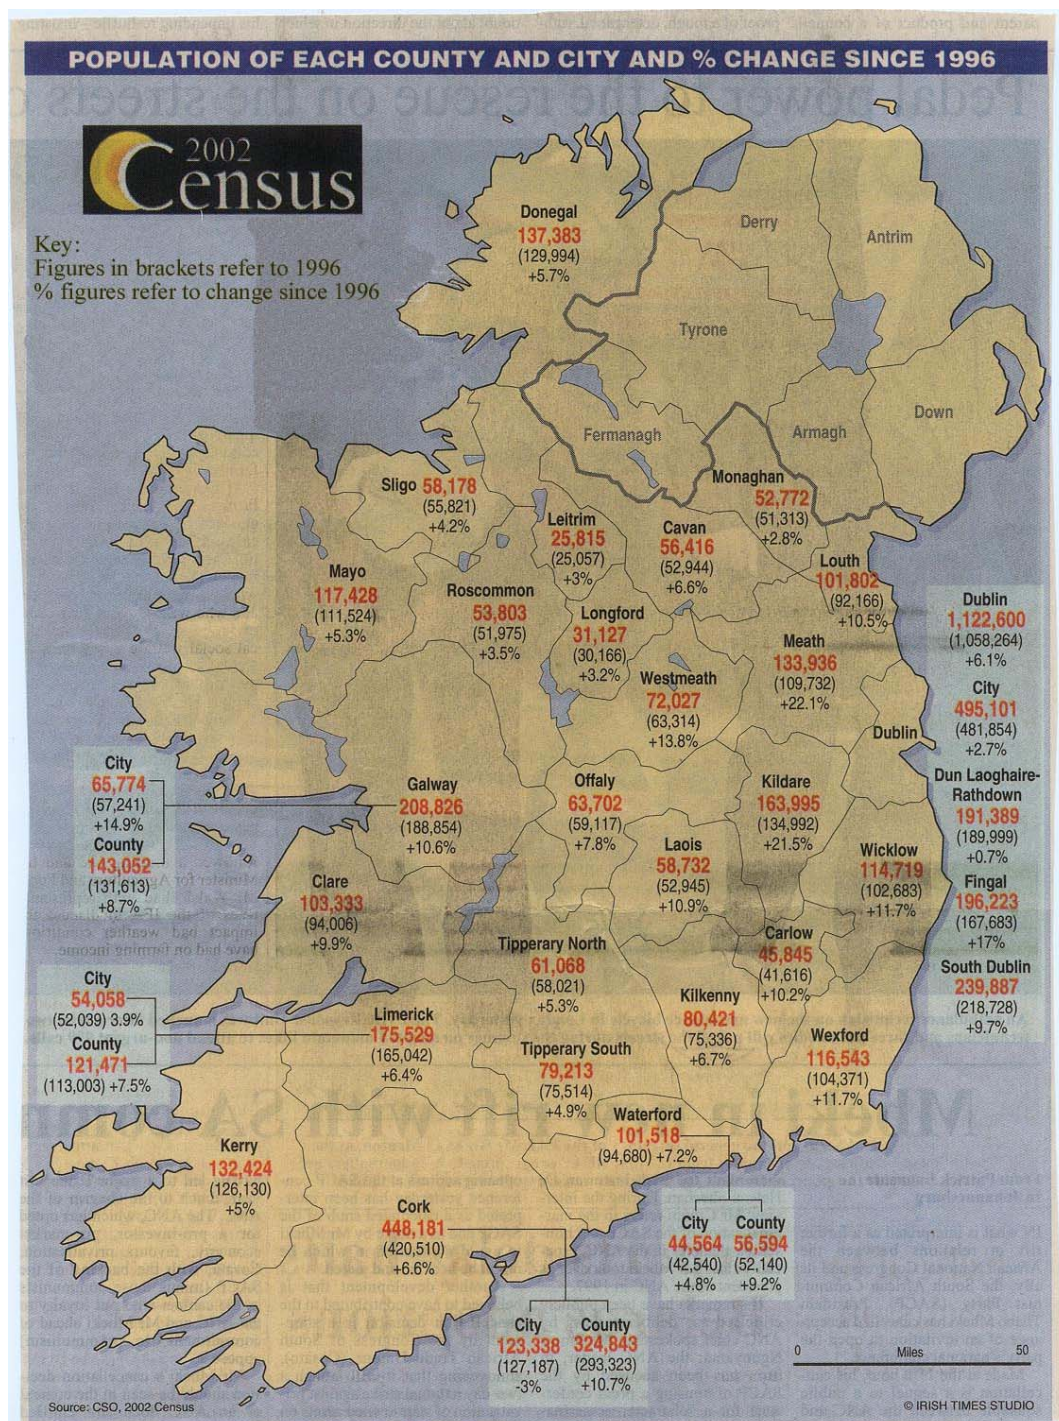 POPULATION OF EACH COUNTY AND CITY AND % CHANGE SINCE 1996
2002
Census
Key:
Figures in brackets refer to 1996
% figures refer to change since 1996
Donegal
137,383
(129,994)
+5.7%
Derry
Antrim
Tyrone
Fermanagh
Armagh
Down
Sligo 58,178
(55,821)
+4.2%
Leitrim
25,815
(25,057)
+3%
Cavan
56,416
(52,944)
+6.6%
Monaghan
52,772
(51,313)
+2.8%
Louth
101,802
(92,166)
+10.5%
Mayo
117,428
(111,524)
+5.3%
Roscommon
53,803
(51,975)
+3.5%
Longford
31,127
(30,166)
+3.2%
Westmeath
72,027
(63,314)
+13.8%
Meath
133,936
(109,732)
+22.1%
Dublin
Dublin
1,122,600
(1,058,264)
+6.1%
City
495,101
(481,854)
+2.7%
Dun Laoghaire-
Rathdown
191,389
(189,999)
+0.7%
Fingal
196,223
(167,683)
+17%
South Dublin
239,887
(218,728)
+9.7%
City
65,774
(57,241)
+14.9%
County
143,052
(131,613)
+8.7%
Galway
208,826
(188,854)
+10.6%
Offaly
63,702
(59,117)
+7.8%
Kildare
163,995
(134,992)
+21.5%
Laois
58,732
(52,945)
+10.9%
Wicklow
114,719
(102,683)
+11.7%
Clare
103,333
(94,006)
+9.9%
Tipperary North
61,068
(58,021)
+5.3%
Carlow
45,845
(41,616)
+10.2%
Kilkenny
80,421
(75,336)
+6.7%
Wexford
116,543
(104,371)
+11.7%
City
54,058
(52,039) 3.9%
County
121,471
(113,003) +7.5%
Limerick
175,529
(165,042)
+6.4%
Tipperary South
79,213
(75,514)
+4.9%
Waterford
101,518
(94,680) +7.2%
City
44,564
(42,540)
+4.8%
County
56,594
(52,140)
+9.2%
Kerry
132,424
(126,130)
+5%
Cork
448,181
(420,510)
+6.6%
City
123,338
(127,187)
-3%
County
324,843
(293,323)
+10.7%
0 Miles 50
Source: CSO, 2002 Census
© IRISH TIMES STUDIO